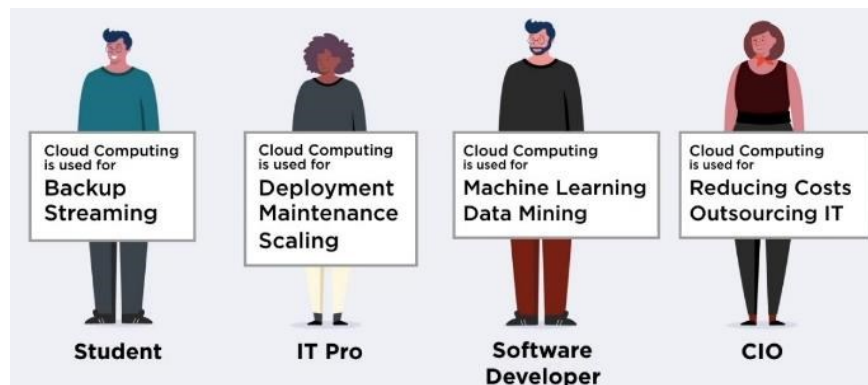 Cloud Computing
is used for
Backup
Streaming
Student
Cloud Computing
is used for
Deployment
Maintenance
Scaling
IT Pro
Cloud Computing
is used for
Machine Learning
Data Mining
Software
Developer
Cloud Computing
is used for
Reducing Costs
Outsourcing IT
CIO